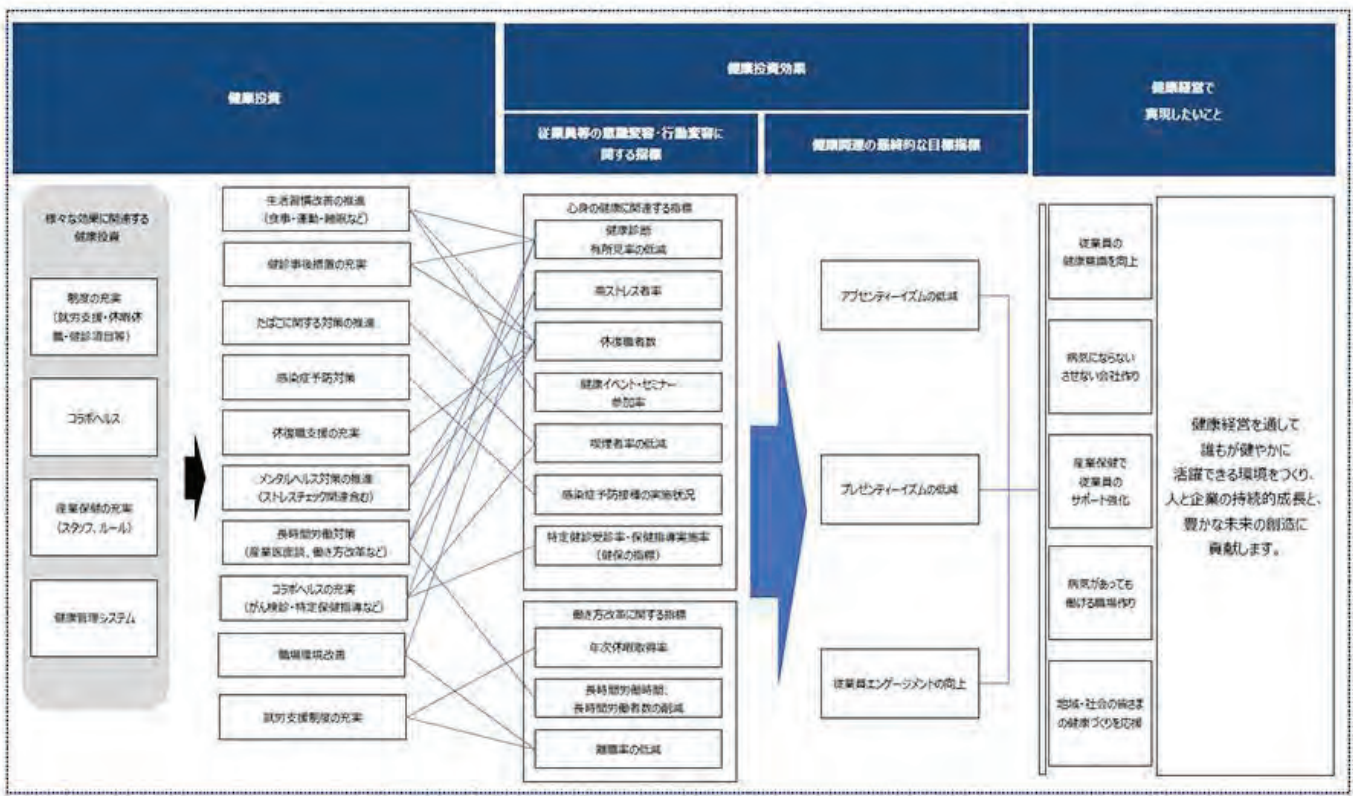 健康投資
健康投資効果
従業員等の意識変容・行動変容に
関する指標
健康関連の最終的な目標指標
健康経営で
実現したいこと
様々な効果に関連する
健康投資
制度の充実
(就労支援・休暇休
職・健診項目等)
コラボヘルス
産業保健の充実
(スタッフ、ルール)
健康管理システム
生活習慣改善の推進
(食事・運動・睡眠など)
健診事後措置の充実
たばこに関する対策の推進
感染症予防対策
休復職支援の充実
メンタルヘルス対策の推進
(ストレスチェック関連含む)
長時間労働対策
(産業医面談、働き方改革など)
コラボヘルスの充実
(がん検診・特定保健指導など)
職場環境改善
就労支援制度の充実
心身の健康に関連する指標
健康診断
有所見率の低減
高ストレス者率
休復職者数
健康イベント・セミナー
参加率
喫煙者率の低減
感染症予防接種の実施状況
特定健診受診率・保健指導実施率
(健保の指標)
働き方改革に関する指標
年次休暇取得率
長時間労働時間、
長時間労働者数の削減
離職率の低減
アブセンティーイズムの低減
プレゼンティーイズムの低減
従業員エンゲージメントの向上
従業員の
健康意識を向上
病気にならない
させない会社作り
産業保健で
従業員の
サポート強化
病気があっても
働ける職場作り
地域・社会の皆さま
の健康づくりを応援
健康経営を通して
誰もが健やかに
活躍できる環境をつくり、
人と企業の持続的成長と、
豊かな未来の創造に
貢献します。